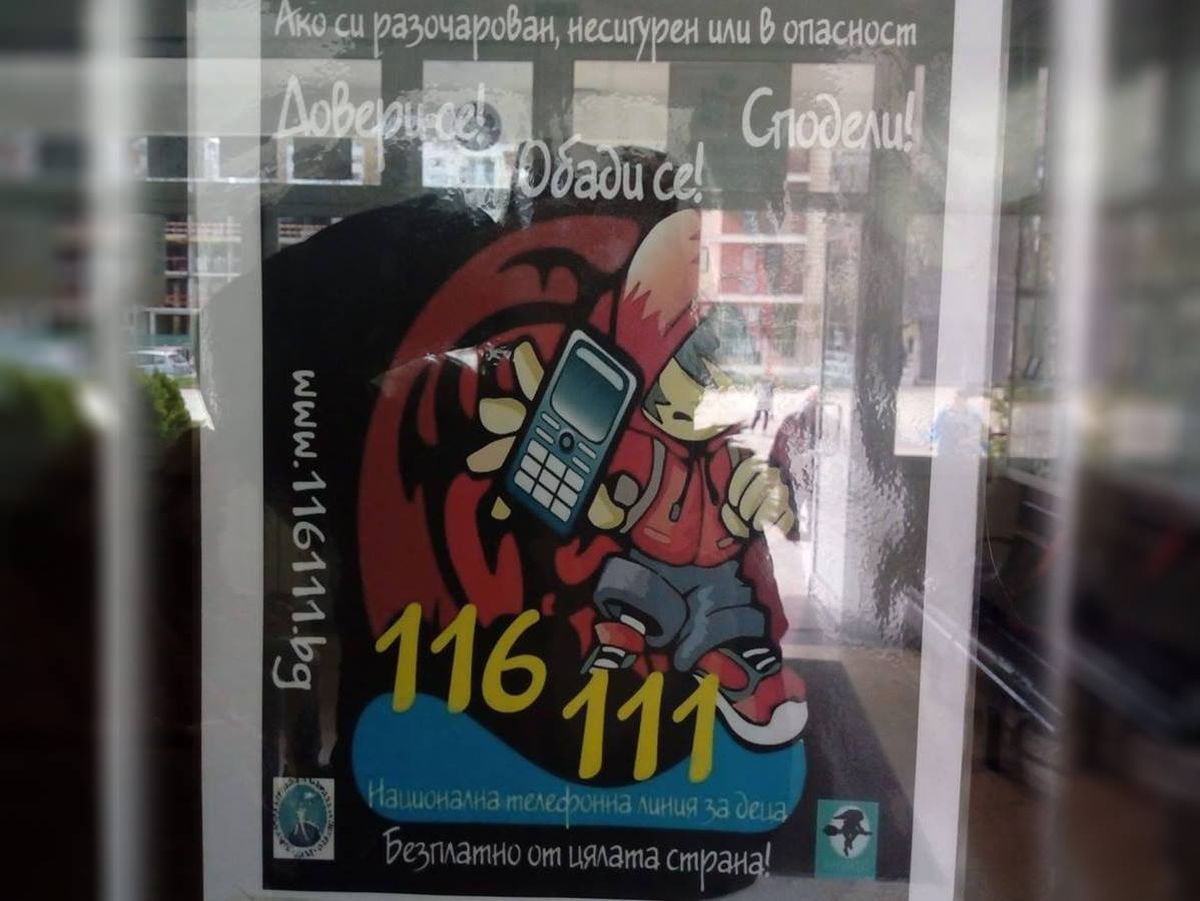 Ако си разочарован, несигурен или в опасност
Довери се!
Сподели!
Обади се!
www.116111.bg
116
111
Национална телефонна линия за деца
Безплатно от цялата страна!